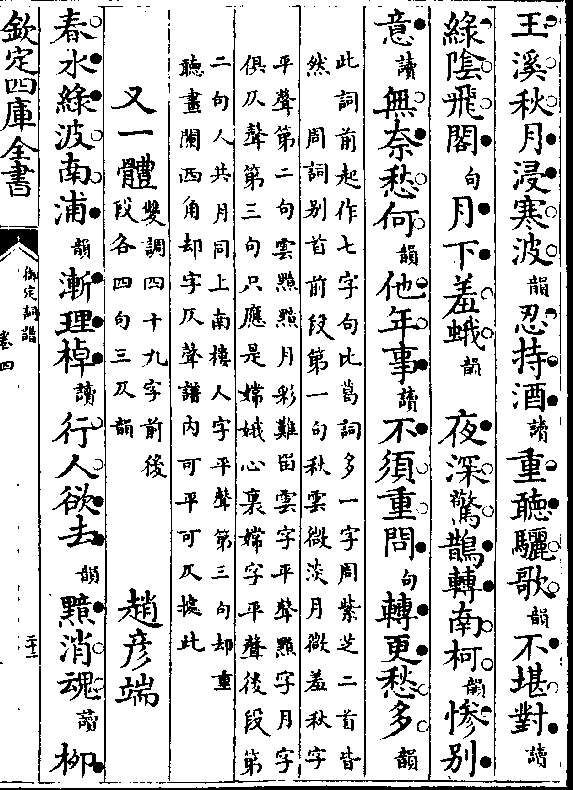 玉溪秋月浸寒波韻忍持酒讀重聽驪歌韻不堪對讀
綠陰飛閣句月下羞蛾韻　夜深驚鵲轉南柯韻慘別
意讀無奈愁何韻他年事讀不須重問句轉更愁多韻
此詞前起作七字句比葛詞多一字周紫芝二首皆
然　周詞别首前段第一句秋雲微淡月微羞秋字
平聲第二句雲黯黯月彩難留雲字平聲黯字月字
俱仄聲第三句只應是嫦娥心裏嫦字平聲後段第
二句人共月同上南樓人字平聲第三句却重
聽畫闌西角却字仄聲譜内可平可仄據此
又一體雙調四十九字前後
段各四句三仄韻　趙彦端
春水綠波南浦韻漸理棹讀行人欲去韻黯消魂讀柳
欽定四庫全書
御定詞譜
卷四
二十二